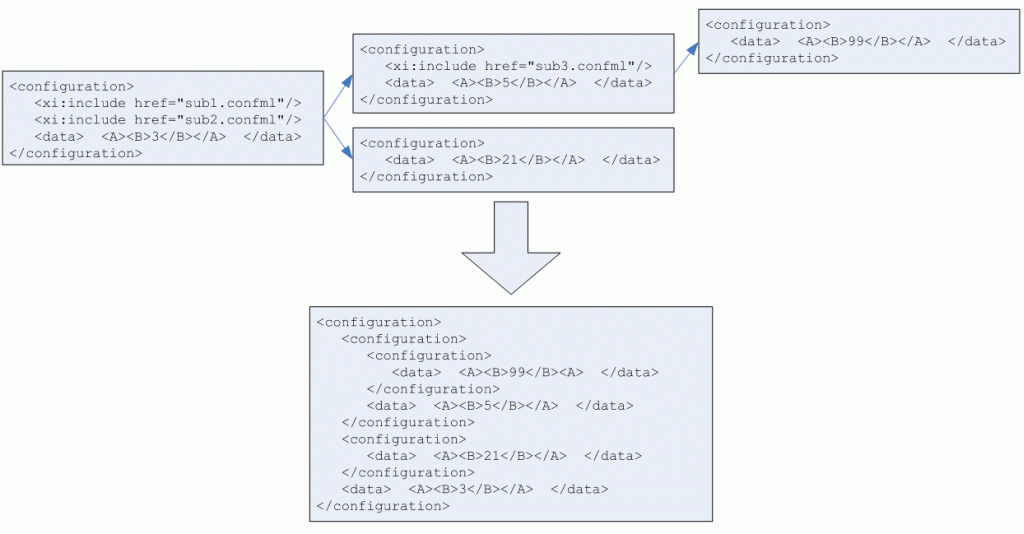 <configuration>
   <xi:include href="sub1.confml"/>
   <xi:include href="sub2.confml"/>
   <data>  <A><B>3</B></A>  </data>
</configuration>
<configuration>
   <xi:include href="sub3.confml"/>
   <data>  <A><B>5</B></A>  </data>
</configuration>
<configuration>
   <data>  <A><B>99</B></A>  </data>
</configuration>
<configuration>
   <data>  <A><B>21</B></A>  </data>
</configuration>
<configuration>
   <configuration>
      <configuration>
         <data>  <A><B>99</B><A>  </data>
      </configuration>
      <data>  <A><B>5</B></A>  </data>
   </configuration>
   <configuration>
      <data>  <A><B>21</B></A>  </data>
   </configuration>
   <data>  <A><B>3</B></A>  </data>
</configuration>